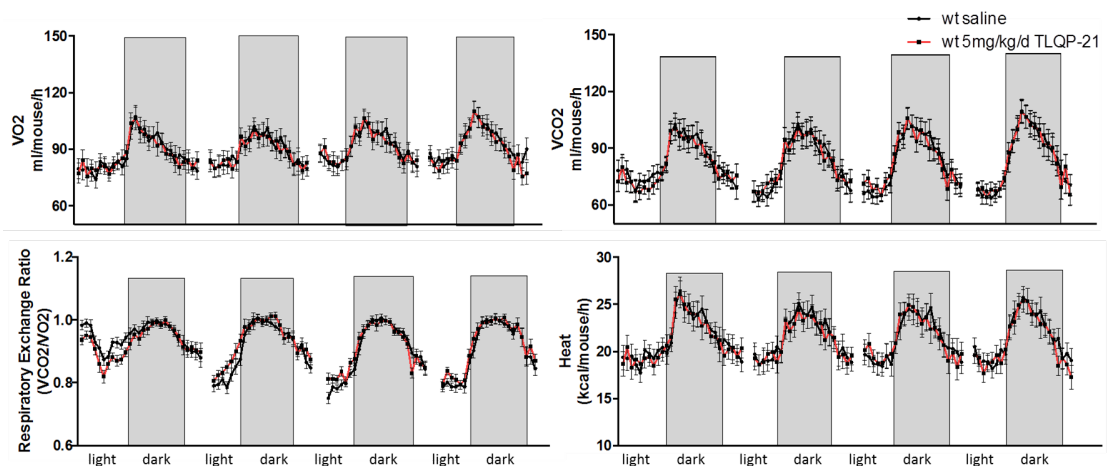 wt saline
wt 5mg/kg/d TLQP-21
VO2
ml/mouse/h
150
120
90
60
VCO2
ml/mouse/h
150
120
90
60
Respiratory Exchange Ratio
(VCO2/VO2)
1.2
1.0
0.8
0.6
light dark light dark light dark light dark
Heat
(kcal/mouse/h)
30
25
20
15
10
light dark light dark light dark light dark